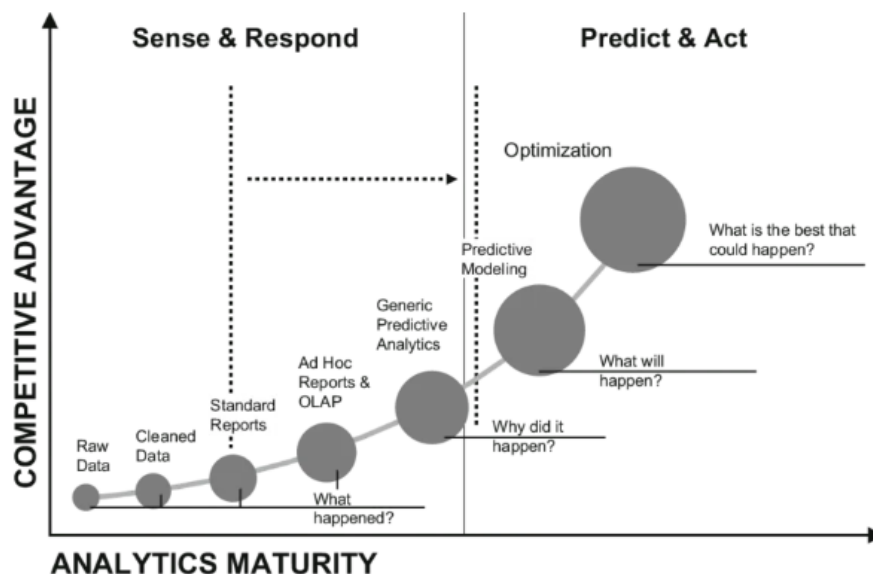 Sense & Respond
Predict & Act
COMPETITIVE ADVANTAGE
Optimization
What is the best that
could happen?
Predictive
Modeling
What will
happen?
Generic
Predictive
Analytics
Why did it
happen?
Ad Hoc
Reports &
OLAP
Standard
Reports
Cleaned
Data
Raw
Data
What
happened?
ANALYTICS MATURITY